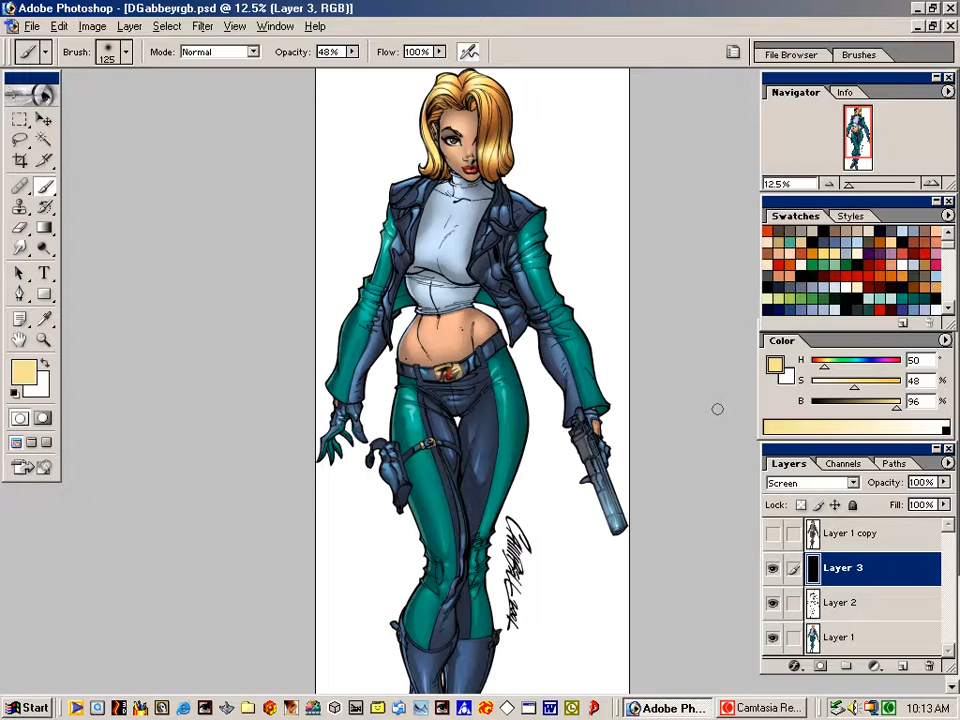 Adobe Photoshop - [DGabbeyrgb.psd @ 12.5% (Layer 3, RGB)]
File Edit Image Layer Select Filter View Window Help
Brush: 125 Mode: Normal Opacity: 48% Flow: 100% File Browser Brushes
Navigator Info
12.5%
Swatches Styles
Color
H 50 °
S 48 %
B 96 %
Layers Channels Paths
Screen Opacity: 100%
Lock: Fill: 100%
Layer 1 copy
Layer 3
Layer 2
Layer 1
Start Adobe Ph... Camtasia Re... 10:13 AM